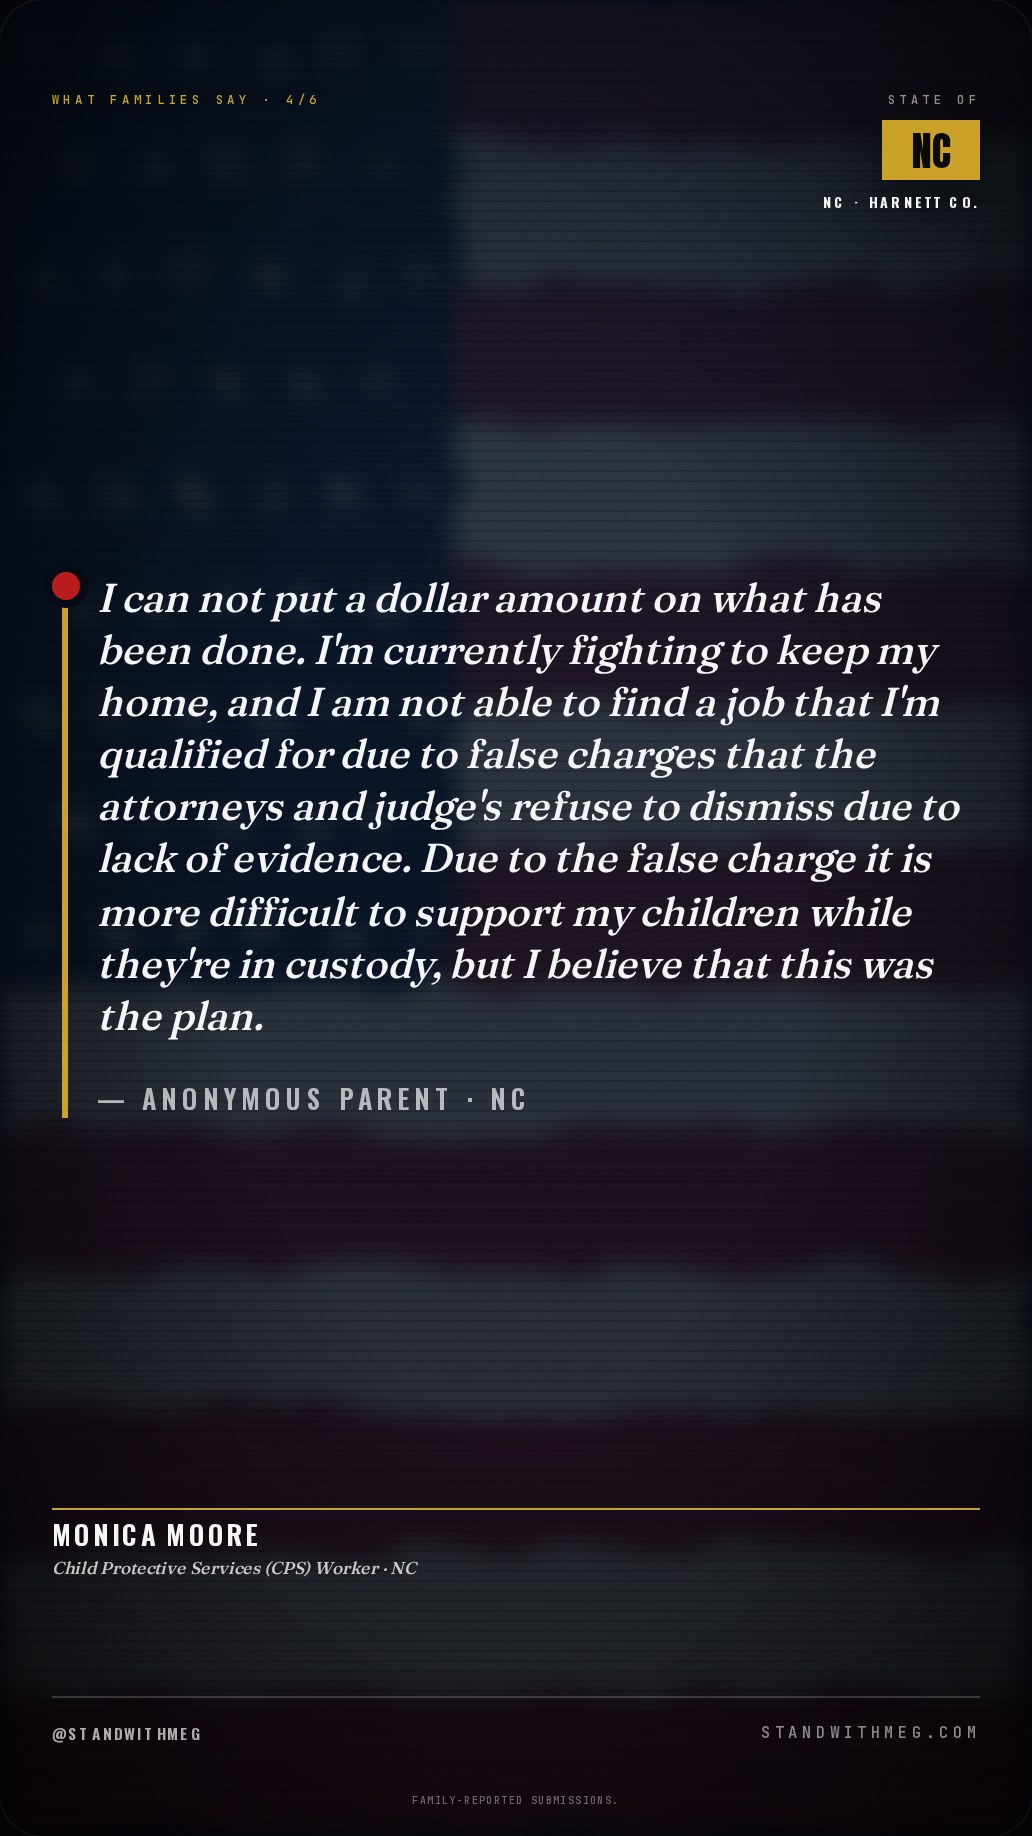 WHAT FAMILIES SAY · 4/6
STATE OF
NC
NC · HARNETT CO.
I can not put a dollar amount on what has
been done. I'm currently fighting to keep my
home, and I am not able to find a job that I'm
qualified for due to false charges that the
attorneys and judge's refuse to dismiss due to
lack of evidence. Due to the false charge it is
more difficult to support my children while
they're in custody, but I believe that this was
the plan.
— ANONYMOUS PARENT · NC
MONICA MOORE
Child Protective Services (CPS) Worker · NC
@STANDWITHMEG
STANDWITHMEG.COM
FAMILY-REPORTED SUBMISSIONS.